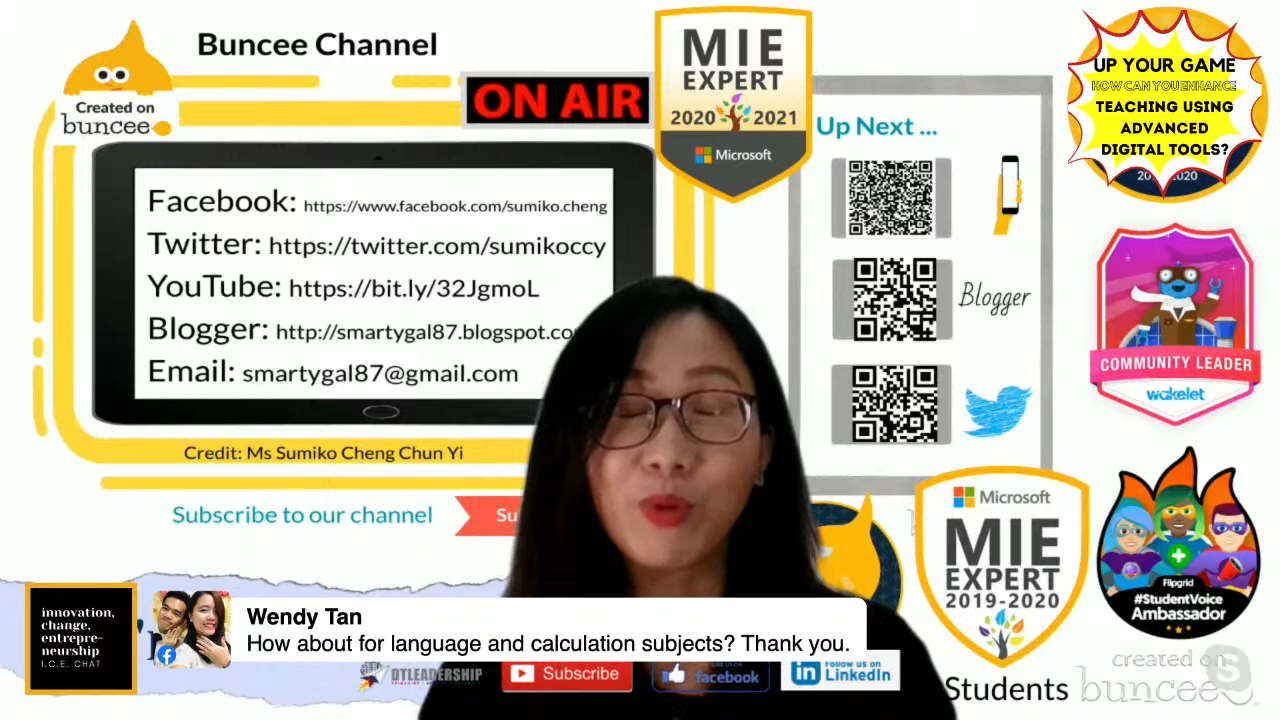 Buncee Channel
Created on
buncee
ON AIR
MIE
EXPERT
2020 2021
Microsoft
Up Next ...
UP YOUR GAME
HOW CAN YOU ENHANCE
TEACHING USING
ADVANCED
DIGITAL TOOLS?
Facebook: https://www.facebook.com/sumiko.cheng
Twitter: https://twitter.com/sumikoccy
YouTube: https://bit.ly/32JgmoL
Blogger: http://smartygal87.blogspot.co
Email: smartygal87@gmail.com
Blogger
COMMUNITY LEADER
wakelet
Credit: Ms Sumiko Cheng Chun Yi
Subscribe to our channel
Su
Microsoft
MIE
EXPERT
2019-2020
Flipgrid
#StudentVoice
Ambassador
innovation,
change,
entrepre-
neurship
I.C.E. CHAT
Wendy Tan
How about for language and calculation subjects? Thank you.
DTLEADERSHIP
Subscribe
facebook
Follow us on
LinkedIn
Students
created on
buncee